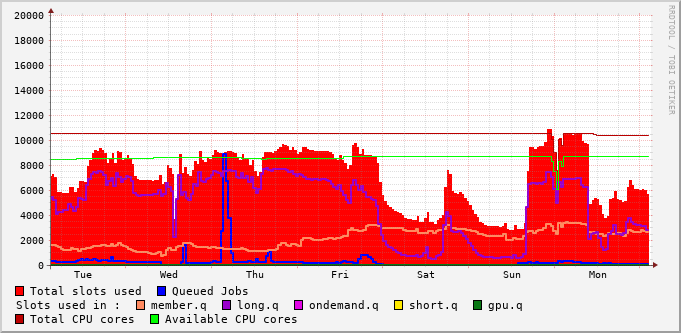 RRDTOOL / TOBI OETIKER
20000
18000
16000
14000
12000
10000
8000
6000
4000
2000
0
Tue Wed Thu Fri Sat Sun Mon
Total slots used Queued Jobs
Slots used in : member.q long.q ondemand.q short.q gpu.q
Total CPU cores Available CPU cores